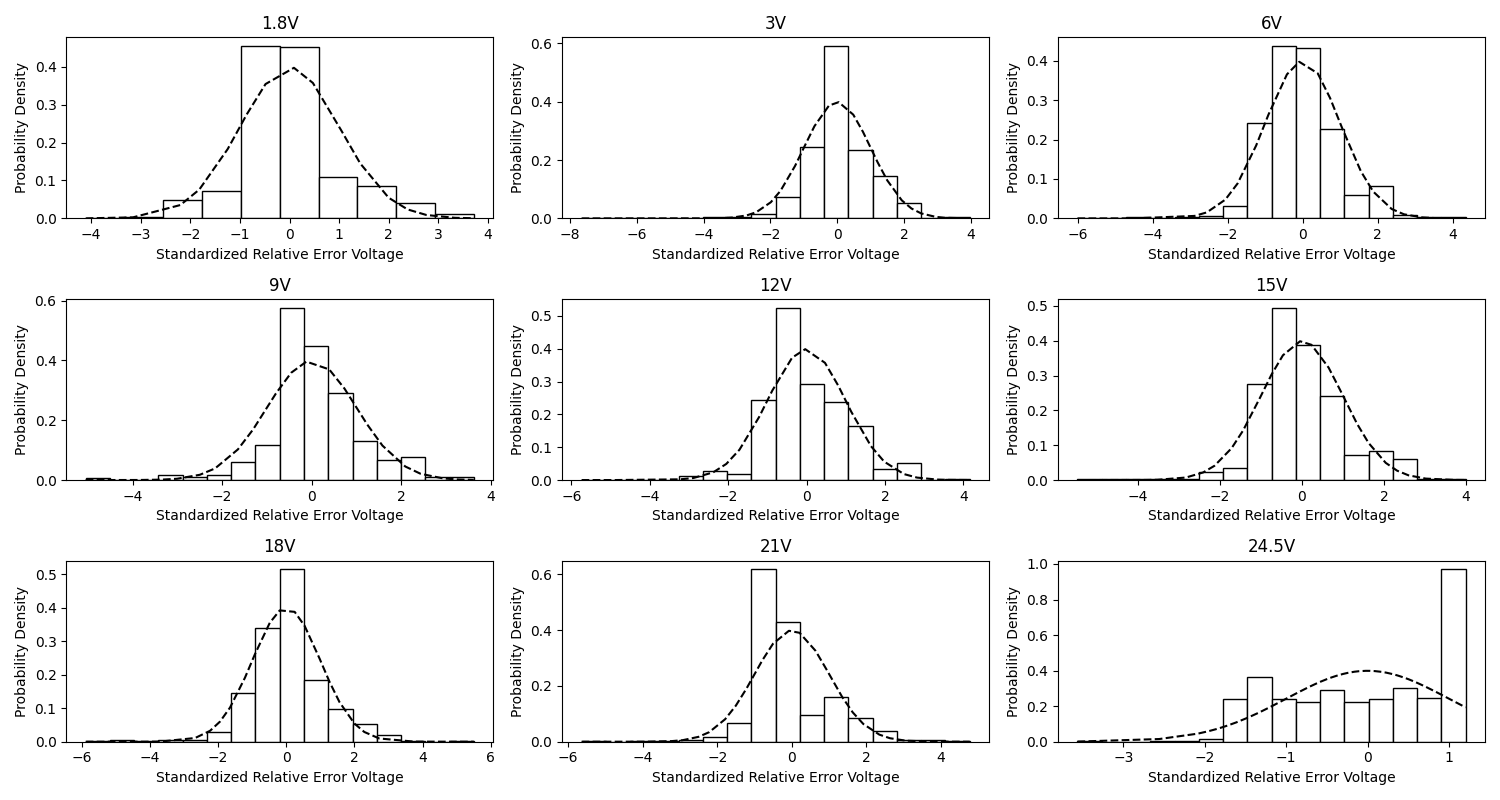 1.8V
Probability Density
0.4
0.3
0.2
0.1
0.0
−4 −3 −2 −1 0 1 2 3 4
Standardized Relative Error Voltage
3V
Probability Density
0.6
0.4
0.2
0.0
−8 −6 −4 −2 0 2 4
Standardized Relative Error Voltage
6V
Probability Density
0.4
0.3
0.2
0.1
0.0
−6 −4 −2 0 2 4
Standardized Relative Error Voltage
9V
Probability Density
0.6
0.4
0.2
0.0
−4 −2 0 2 4
Standardized Relative Error Voltage
12V
Probability Density
0.5
0.4
0.3
0.2
0.1
0.0
−6 −4 −2 0 2 4
Standardized Relative Error Voltage
15V
Probability Density
0.5
0.4
0.3
0.2
0.1
0.0
−4 −2 0 2 4
Standardized Relative Error Voltage
18V
Probability Density
0.5
0.4
0.3
0.2
0.1
0.0
−6 −4 −2 0 2 4 6
Standardized Relative Error Voltage
21V
Probability Density
0.6
0.4
0.2
0.0
−6 −4 −2 0 2 4
Standardized Relative Error Voltage
24.5V
Probability Density
1.0
0.8
0.6
0.4
0.2
0.0
−3 −2 −1 0 1
Standardized Relative Error Voltage